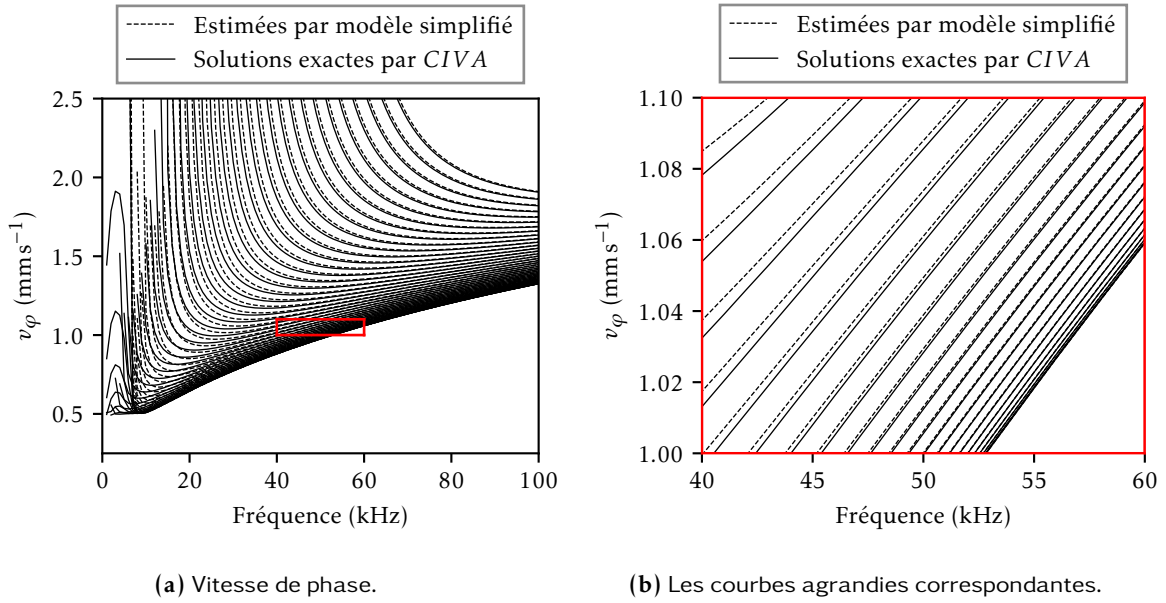 Estimées par modèle simplifié
Solutions exactes par CIVA
2.5
2.0
1.5
1.0
0.5
vφ (mm s⁻¹)
0 20 40 60 80 100
Fréquence (kHz)
(a) Vitesse de phase.
Estimées par modèle simplifié
Solutions exactes par CIVA
1.10
1.08
1.06
1.04
1.02
1.00
vφ (mm s⁻¹)
40 45 50 55 60
Fréquence (kHz)
(b) Les courbes agrandies correspondantes.